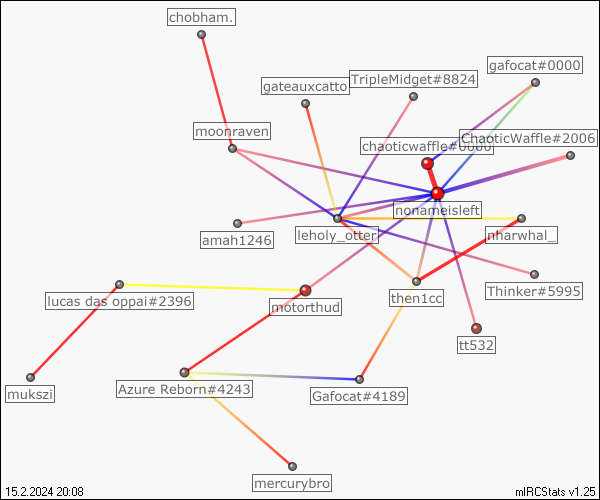 chobham.
gafocat#0000
TripleMidget#8824
gateauxcatto
moonraven
ChaoticWaffle#2006
chaoticwaffle#0000
nonameisleft
leholy_otter
nharwhal_
amah1246
Thinker#5995
then1cc
lucas das oppai#2396
motorthud
tt532
mukszi
Azure Reborn#4243
Gafocat#4189
mercurybro
15.2.2024 20:08
mIRCStats v1.25